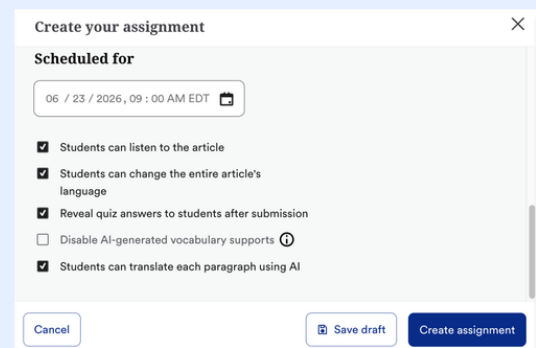 Create your assignment
Scheduled for
06 / 23 / 2026, 09 : 00 AM EDT
Students can listen to the article
Students can change the entire article's
language
Reveal quiz answers to students after submission
Disable AI-generated vocabulary supports
Students can translate each paragraph using AI
Cancel
Save draft
Create assignment